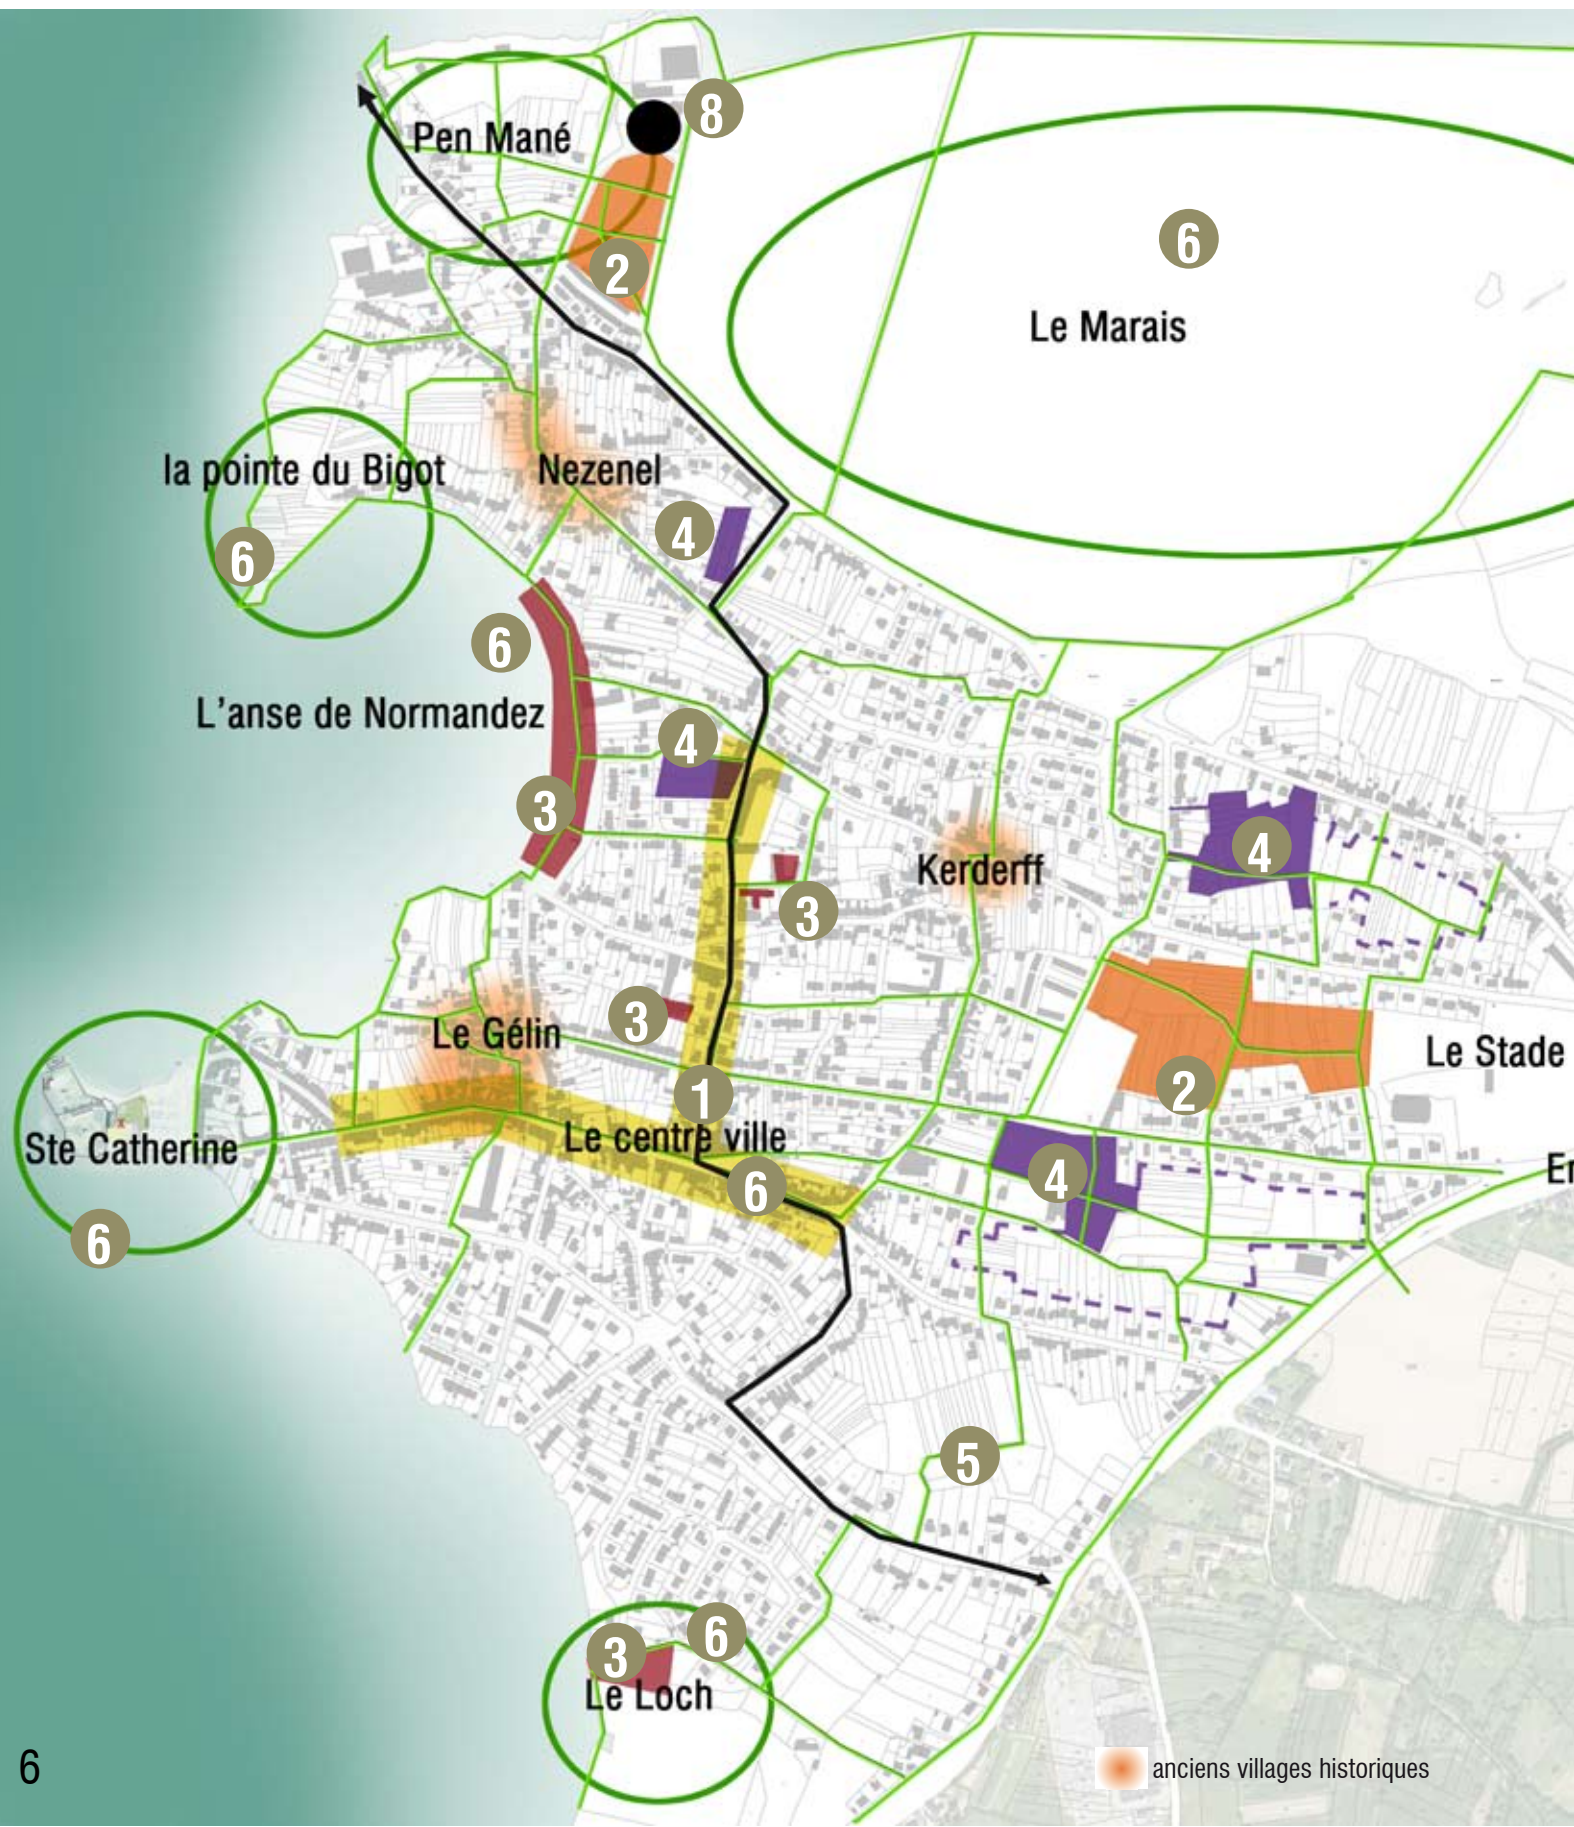 8
Pen Mané
6
2
Le Marais
la pointe du Bigot
Nezenel
4
6
6
L'anse de Normandez
4
3
4
Kerderff
3
3
Le Gélin
Le Stade
2
1
Le centre ville
Ste Catherine
4
6
Er
6
5
3
6
Le Loch
6
anciens villages historiques